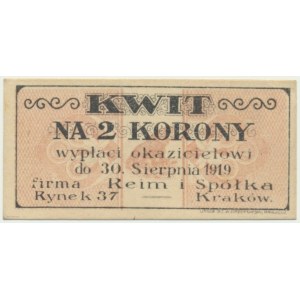 KWIT
NA 2 KORONY
wypłaci okazicielowi
do 30. Sierpnia 1919
firma Reim i Spółka
Rynek 37 Kraków.